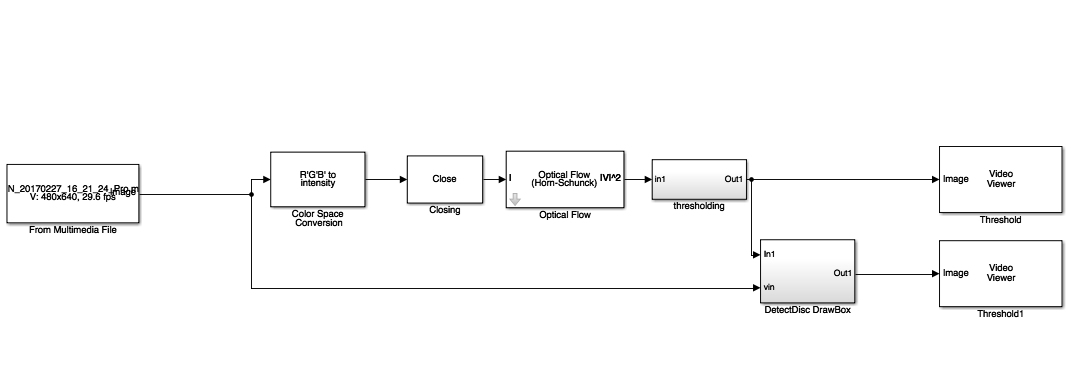 N_20170227_16_21_24_Pro.m
Image
V: 480x640, 29.6 fps
From Multimedia File
R'G'B' to
intensity
Color Space
Conversion
Close
Closing
I
Optical Flow
(Horn-Schunck)
|V|^2
Optical Flow
In1
Out1
thresholding
Image
Video
Viewer
Threshold
In1
vin
Out1
DetectDisc DrawBox
Image
Video
Viewer
Threshold1